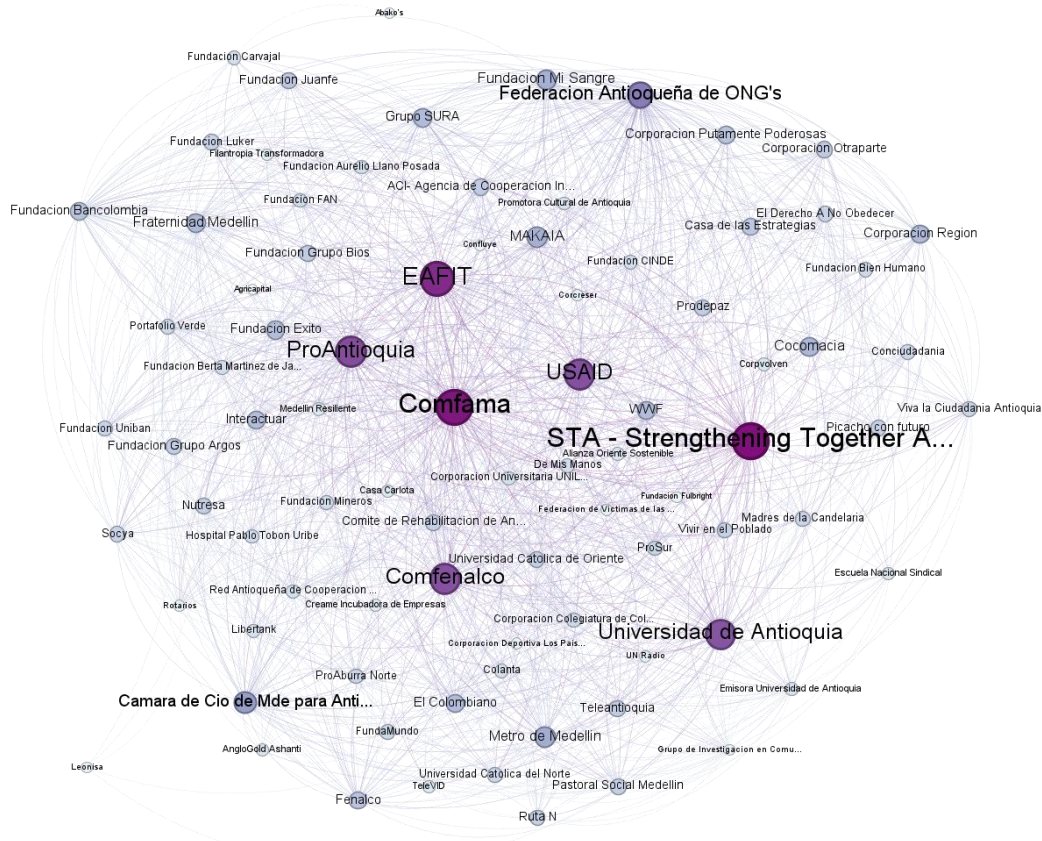 Abako's
Fundacion Carvajal
Fundacion Juanfe
Fundacion Mi Sangre
Federacion Antioqueña de ONG's
Grupo SURA
Corporacion Putamente Poderosas
Fundacion Luker
Corporacion Otraparte
Filantropia Transformadora
Fundacion Aurelio Llano Posada
ACI- Agencia de Cooperacion In...
Fundacion FAN
Promotora Cultural de Antioquia
Fundacion Bancolombia
Fraternidad Medellin
El Derecho A No Obedecer
Casa de las Estrategias
Corporacion Region
MAKAIA
Confluye
Fundacion Grupo Bios
Fundacion CINDE
Fundacion Bien Humano
EAFIT
Agricapital
Corcreser
Prodepaz
Portafolio Verde
Fundacion Exito
ProAntioquia
Cocomacia
Conciudadania
Fundacion Berta Martinez de Ja...
USAID
Corpvolven
Comfama
Medellin Resiliente
WWF
Viva la Ciudadania Antioquia
Interactuar
Fundacion Uniban
Picacho con futuro
STA - Strengthening Together A...
Fundacion Grupo Argos
Alianza Oriente Sostenible
De Mis Manos
Corporacion Universitaria UNIL...
Casa Carlota
Fundacion Fulbright
Nutresa
Fundacion Mineros
Federacion de Victimas de las ...
Comite de Rehabilitacion de An...
Madres de la Candelaria
Vivir en el Poblado
Socya
Hospital Pablo Tobon Uribe
ProSur
Universidad Catolica de Oriente
Escuela Nacional Sindical
Comfenalco
Red Antioqueña de Cooperacion ...
Rotarios
Creame Incubadora de Empresas
Corporacion Colegiatura de Col...
Libertank
Universidad de Antioquia
Corporacion Deportiva Los Pais...
UN Radio
Colanta
ProAburra Norte
Emisora Universidad de Antioquia
Camara de Cio de Mde para Anti...
El Colombiano
Teleantioquia
FundaMundo
Metro de Medellin
AngloGold Ashanti
Grupo de Investigacion en Comu...
Leonisa
Universidad Catolica del Norte
TeleVID
Pastoral Social Medellin
Fenalco
Ruta N